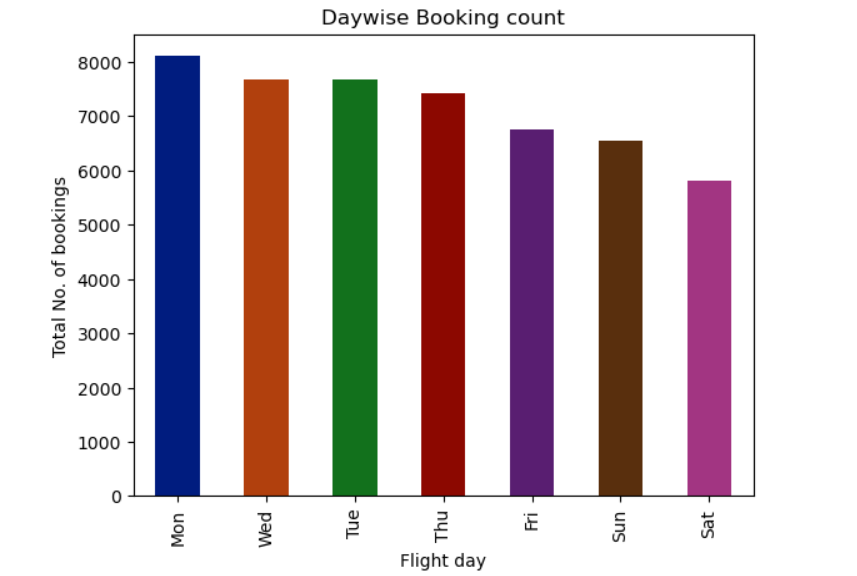 Daywise Booking count
Total No. of bookings
8000
7000
6000
5000
4000
3000
2000
1000
0
Mon
Wed
Tue
Thu
Fri
Sun
Sat
Flight day